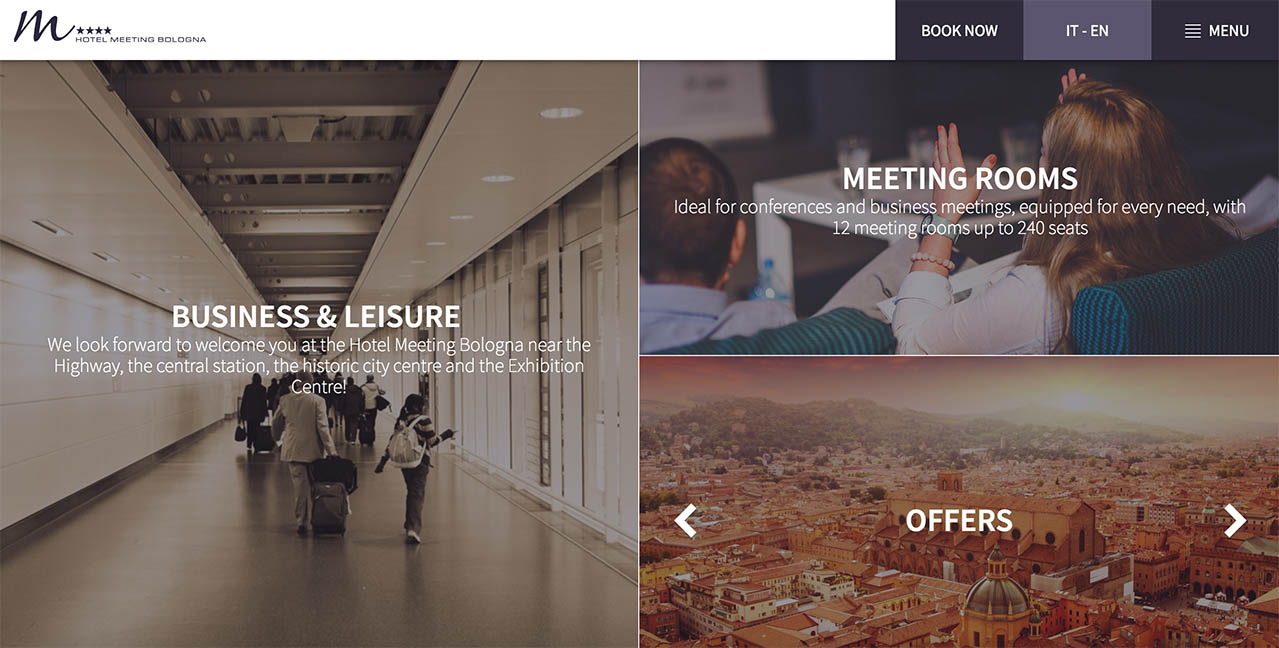 m ★★★★
HOTEL MEETING BOLOGNA
BOOK NOW
IT - EN
MENU
BUSINESS & LEISURE
We look forward to welcome you at the Hotel Meeting Bologna near the
Highway, the central station, the historic city centre and the Exhibition
Centre!
MEETING ROOMS
Ideal for conferences and business meetings, equipped for every need, with
12 meeting rooms up to 240 seats
OFFERS